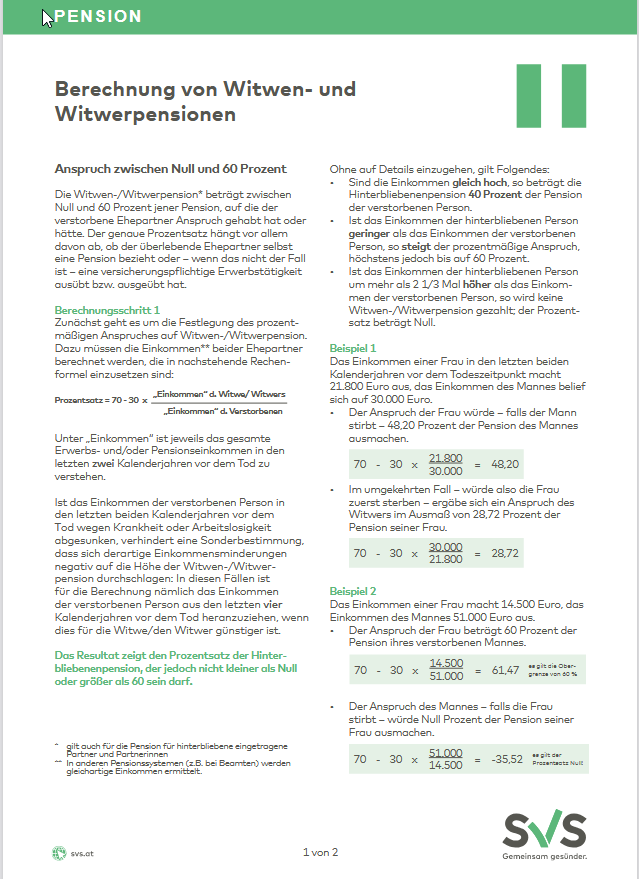 PENSION
Berechnung von Witwen- und
Witwerpensionen
Anspruch zwischen Null und 60 Prozent
Die Witwen-/Witwerpension* beträgt zwischen
Null und 60 Prozent jener Pension, auf die der
verstorbene Ehepartner Anspruch gehabt hat oder
hätte. Der genaue Prozentsatz hängt vor allem
davon ab, ob der überlebende Ehepartner selbst
eine Pension bezieht oder – wenn das nicht der Fall
ist – eine versicherungspflichtige Erwerbstätigkeit
ausübt bzw. ausgeübt hat.
Berechnungsschritt 1
Zunächst geht es um die Festlegung des prozent-
mäßigen Anspruches auf Witwen-/Witwerpension.
Dazu müssen die Einkommen** beider Ehepartner
berechnet werden, die in nachstehende Rechen-
formel einzusetzen sind:
Prozentsatz = 70 - 30 x „Einkommen“ d. Witwe/ Witwers
„Einkommen“ d. Verstorbenen
Unter „Einkommen“ ist jeweils das gesamte
Erwerbs- und/oder Pensionseinkommen in den
letzten zwei Kalenderjahren vor dem Tod zu
verstehen.
Ist das Einkommen der verstorbenen Person in
den letzten beiden Kalenderjahren vor dem
Tod wegen Krankheit oder Arbeitslosigkeit
abgesunken, verhindert eine Sonderbestimmung,
dass sich derartige Einkommensminderungen
negativ auf die Höhe der Witwen-/Witwer-
pension durchschlagen: In diesen Fällen ist
für die Berechnung nämlich das Einkommen
der verstorbenen Person aus den letzten vier
Kalenderjahren vor dem Tod heranzuziehen, wenn
dies für die Witwe/den Witwer günstiger ist.
Das Resultat zeigt den Prozentsatz der Hinter-
bliebenenpension, der jedoch nicht kleiner als Null
oder größer als 60 sein darf.
* gilt auch für die Pension für hinterbliebene eingetragene
Partner und Partnerinnen
** In anderen Pensionssystemen (z.B. bei Beamten) werden
gleichartige Einkommen ermittelt.
Ohne auf Details einzugehen, gilt Folgendes:
• Sind die Einkommen gleich hoch, so beträgt die
Hinterbliebenenpension 40 Prozent der Pension
der verstorbenen Person.
• Ist das Einkommen der hinterbliebenen Person
geringer als das Einkommen der verstorbenen
Person, so steigt der prozentmäßige Anspruch,
höchstens jedoch bis auf 60 Prozent.
• Ist das Einkommen der hinterbliebenen Person
um mehr als 2 1/3 Mal höher als das Einkom-
men der verstorbenen Person, so wird keine
Witwen-/Witwerpension gezahlt; der Prozent-
satz beträgt Null.
Beispiel 1
Das Einkommen einer Frau in den letzten beiden
Kalenderjahren vor dem Todeszeitpunkt macht
21.800 Euro aus, das Einkommen des Mannes belief
sich auf 30.000 Euro.
• Der Anspruch der Frau würde – falls der Mann
stirbt – 48,20 Prozent der Pension des Mannes
ausmachen.
70 - 30 x 21.800 = 48,20
30.000
• Im umgekehrten Fall – würde also die Frau
zuerst sterben – ergäbe sich ein Anspruch des
Witwers im Ausmaß von 28,72 Prozent der
Pension seiner Frau.
70 - 30 x 30.000 = 28,72
21.800
Beispiel 2
Das Einkommen einer Frau macht 14.500 Euro, das
Einkommen des Mannes 51.000 Euro aus.
• Der Anspruch der Frau beträgt 60 Prozent der
Pension ihres verstorbenen Mannes.
70 - 30 x 14.500 = 61,47 es gilt die Ober-
51.000 grenze von 60 %
• Der Anspruch des Mannes – falls die Frau
stirbt – würde Null Prozent der Pension seiner
Frau ausmachen.
70 - 30 x 51.000 = -35,52 es gilt der
14.500 Prozentsatz Null
svs.at
1 von 2
SVS
Gemeinsam gesünder.